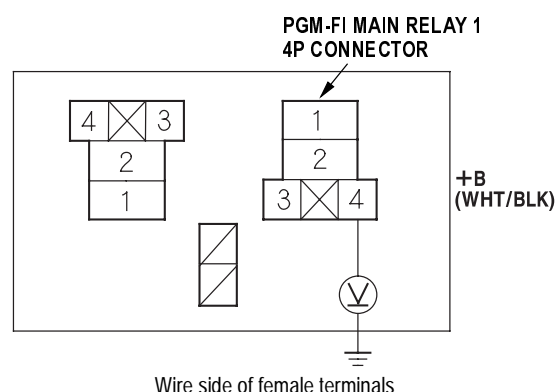 PGM-FI MAIN RELAY 1
4P CONNECTOR
4 3
1
2
2
1
3 4
+B
(WHT/BLK)
V
Wire side of female terminals